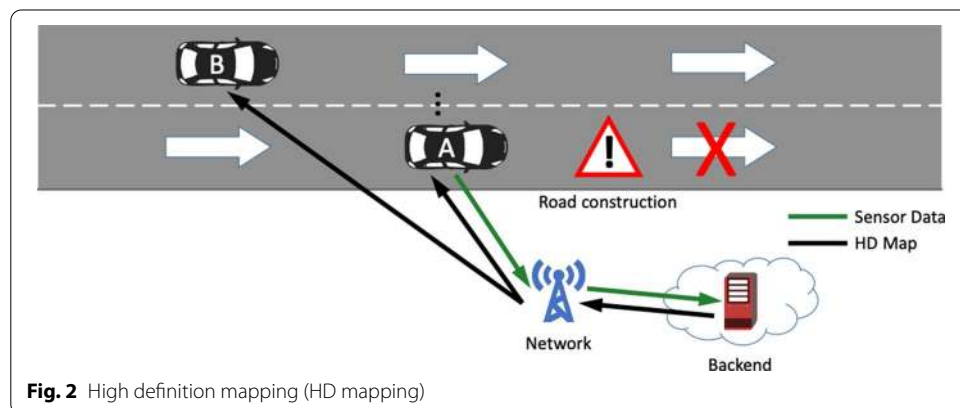 B
A
!
X
Road construction
Sensor Data
HD Map
Network
Backend
Fig. 2 High definition mapping (HD mapping)